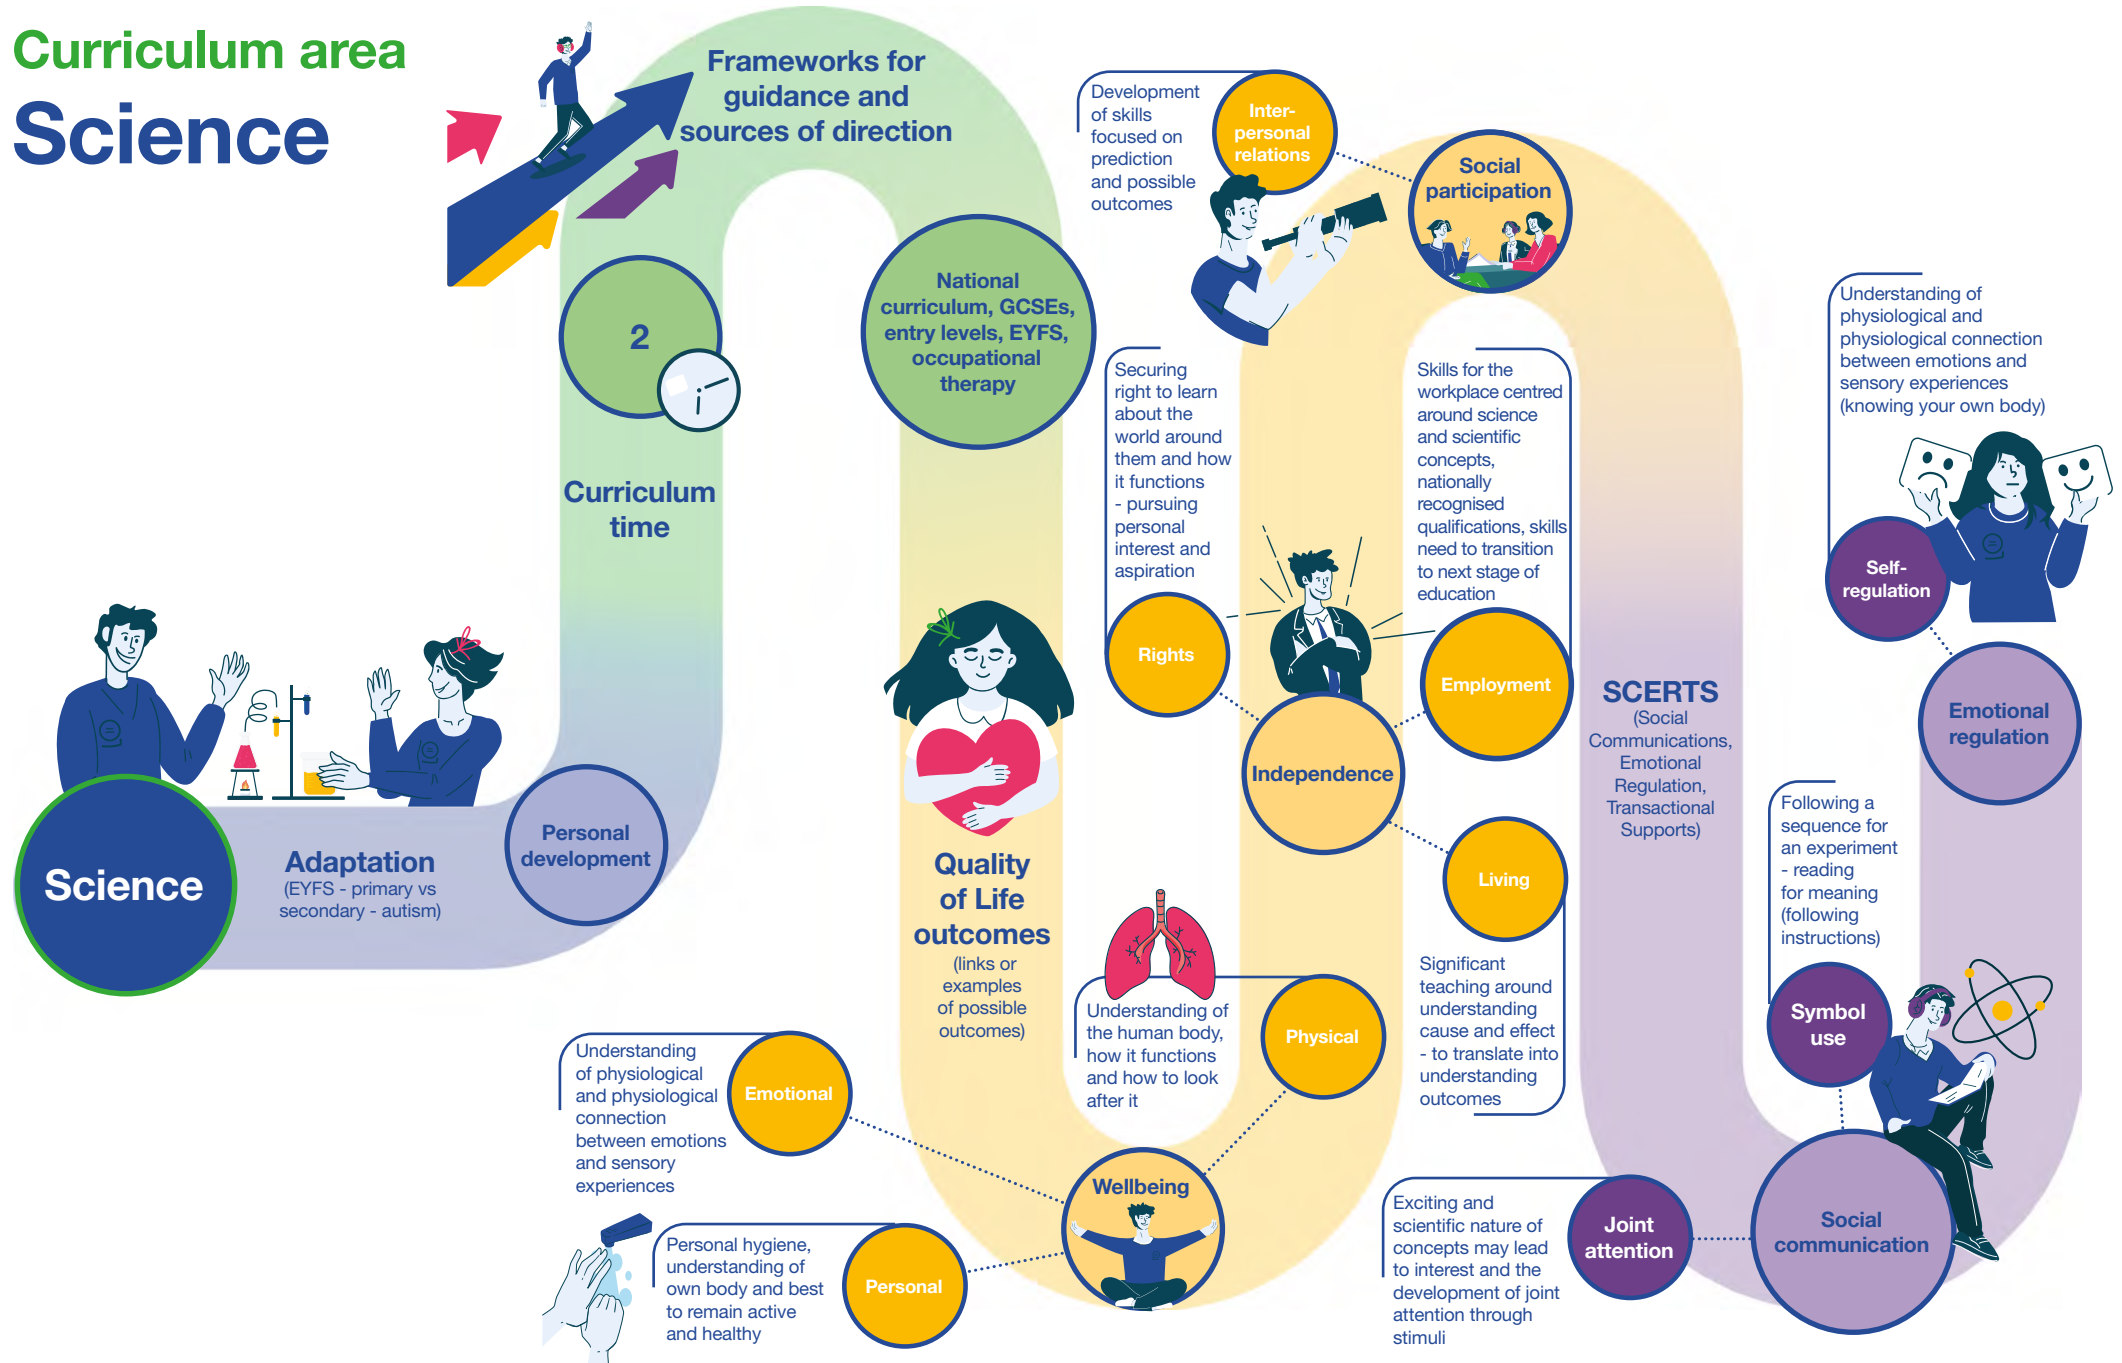 Curriculum area
Science
Science
Adaptation
(EYFS - primary vs
secondary - autism)
Personal
development
Curriculum
time
2
Frameworks for
guidance and
sources of direction
National
curriculum, GCSEs,
entry levels, EYFS,
occupational
therapy
Quality
of Life
outcomes
(links or
examples
of possible
outcomes)
Emotional
Understanding
of physiological
and physiological
connection
between emotions
and sensory
experiences
Personal
Personal hygiene,
understanding of
own body and best
to remain active
and healthy
Wellbeing
Physical
Understanding of
the human body,
how it functions
and how to look
after it
Independence
Rights
Securing
right to learn
about the
world around
them and how
it functions
- pursuing
personal
interest and
aspiration
Employment
Skills for the
workplace centred
around science
and scientific
concepts,
nationally
recognised
qualifications, skills
need to transition
to next stage of
education
Living
Significant
teaching around
understanding
cause and effect
- to translate into
understanding
outcomes
Inter-
personal
relations
Development
of skills
focused on
prediction
and possible
outcomes
Social
participation
SCERTS
(Social
Communications,
Emotional
Regulation,
Transactional
Supports)
Joint
attention
Exciting and
scientific nature of
concepts may lead
to interest and the
development of joint
attention through
stimuli
Social
communication
Symbol
use
Following a
sequence for
an experiment
- reading
for meaning
(following
instructions)
Emotional
regulation
Self-
regulation
Understanding of
physiological and
physiological connection
between emotions and
sensory experiences
(knowing your own body)